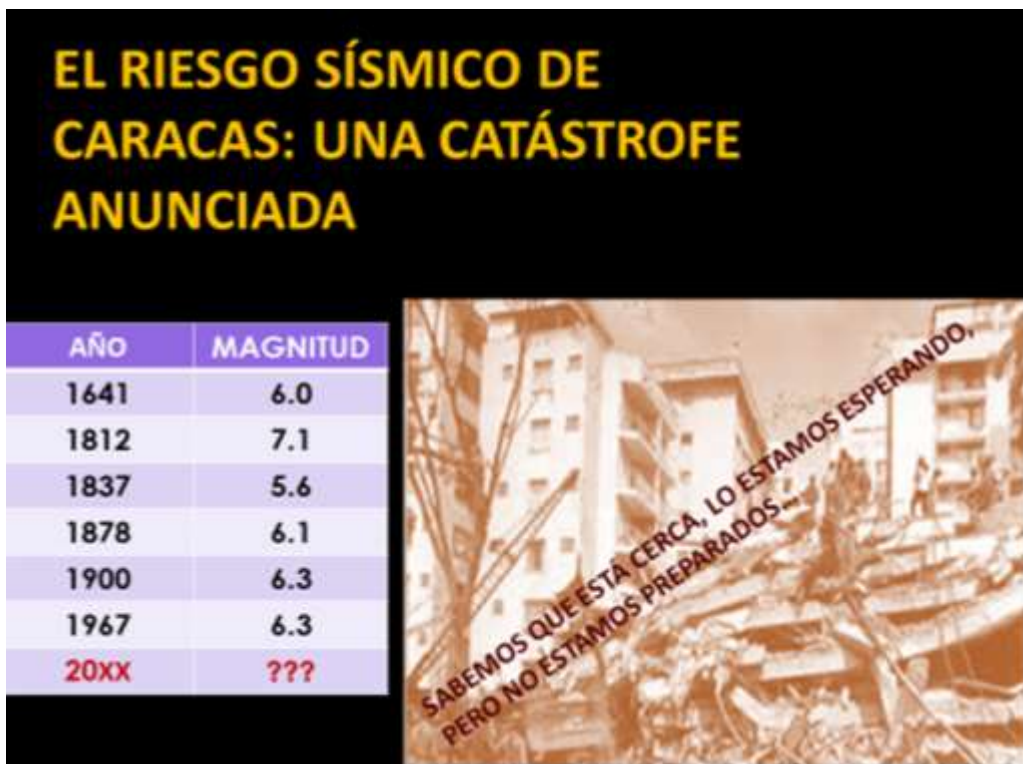 EL RIESGO SÍSMICO DE
CARACAS: UNA CATÁSTROFE
ANUNCIADA
AÑO MAGNITUD
1641 6.0
1812 7.1
1837 5.6
1878 6.1
1900 6.3
1967 6.3
20XX ???
SABEMOS QUE ESTÁ CERCA, LO ESTAMOS ESPERANDO,
PERO NO ESTAMOS PREPARADOS...